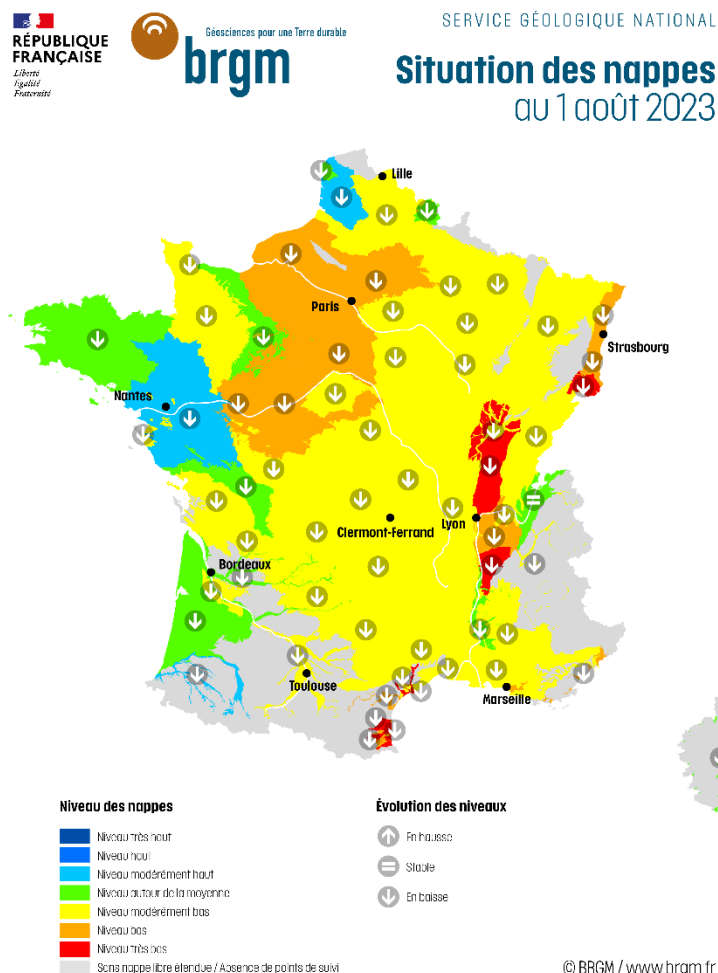 RÉPUBLIQUE
FRANÇAISE
Liberté
Égalité
Fraternité
Géosciences pour une Terre durable
brgm
SERVICE GÉOLOGIQUE NATIONAL
Situation des nappes
au 1 août 2023
Lille
Paris
Strasbourg
Nantes
Clermont-Ferrand
Lyon
Bordeaux
Toulouse
Marseille
Niveau des nappes
Niveau très haut
Niveau haut
Niveau modérément haut
Niveau autour de la moyenne
Niveau modérément bas
Niveau bas
Niveau très bas
Sans nappe libre étendue / Absence de points de suivi
Évolution des niveaux
En hausse
Stable
En baisse
© BRGM / www.brgm.fr